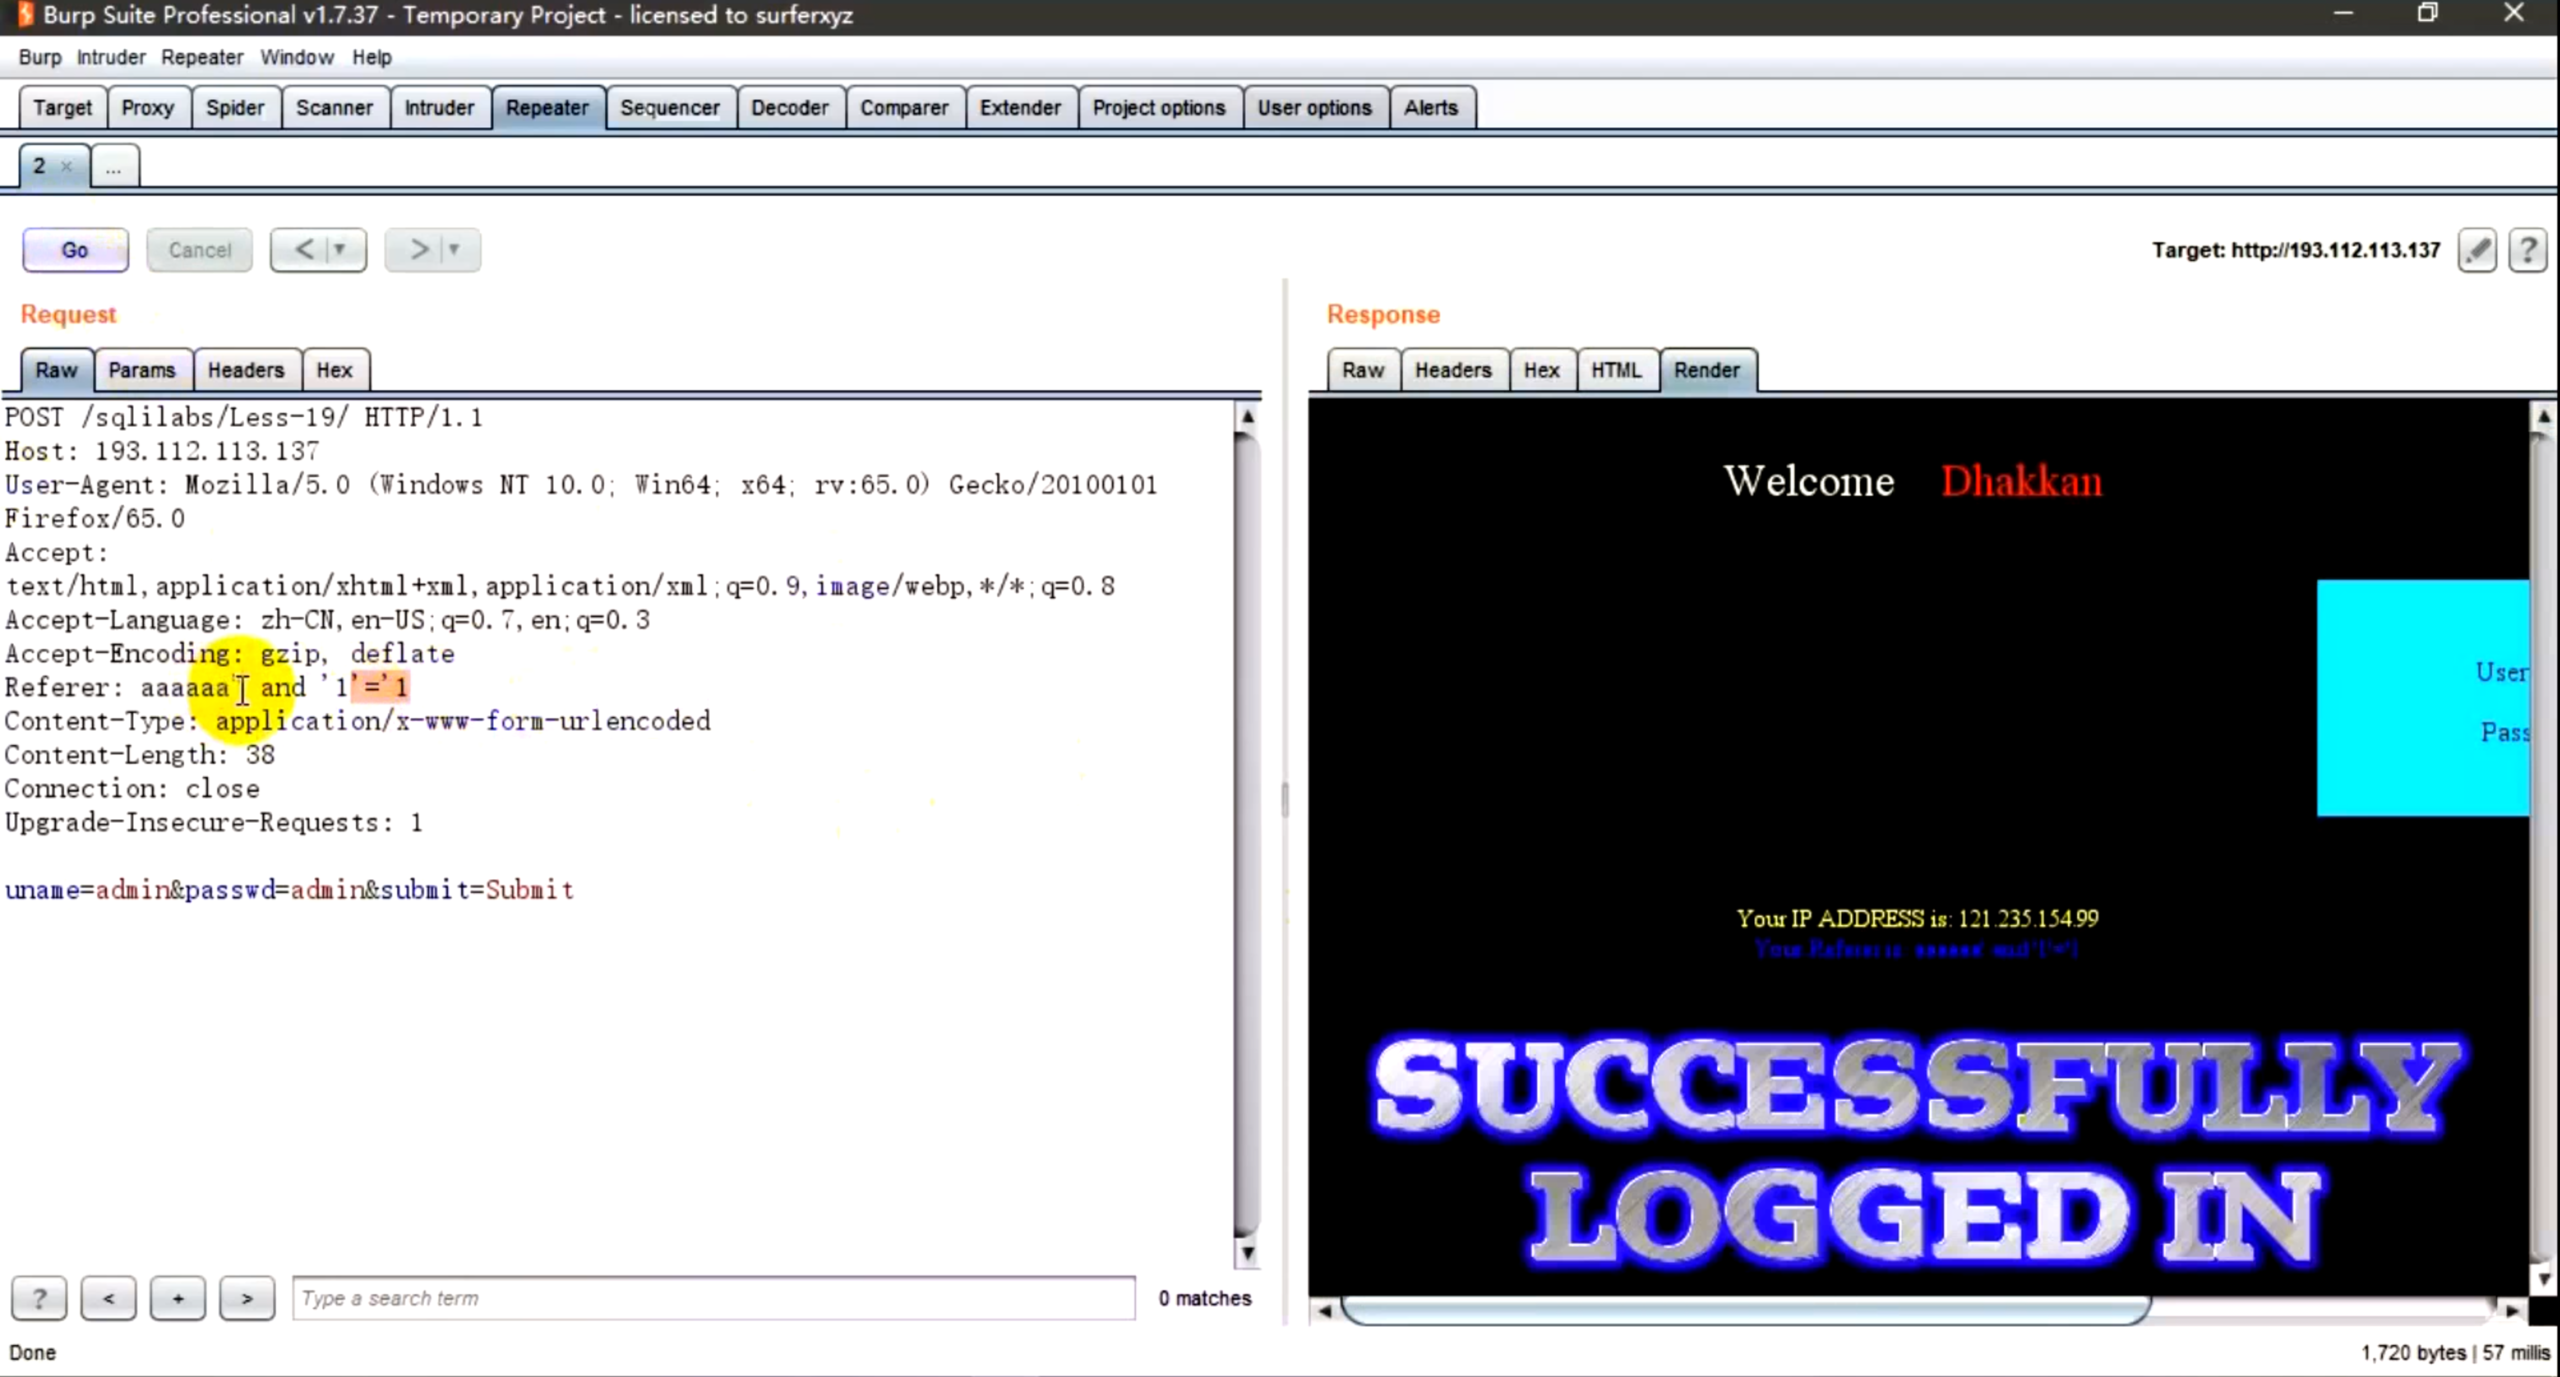 Burp Suite Professional v1.7.37 - Temporary Project - licensed to surferxyz
Burp Intruder Repeater Window Help
Target Proxy Spider Scanner Intruder Repeater Sequencer Decoder Comparer Extender Project options User options Alerts
2 × ...
Go Cancel < > Target: http://193.112.113.137 ?
Request Response
Raw Params Headers Hex Raw Headers Hex HTML Render
POST /sqlilabs/Less-19/ HTTP/1.1
Host: 193.112.113.137
User-Agent: Mozilla/5.0 (Windows NT 10.0; Win64; x64; rv:65.0) Gecko/20100101
Firefox/65.0
Accept:
text/html,application/xhtml+xml,application/xml;q=0.9,image/webp,*/*;q=0.8
Accept-Language: zh-CN,en-US;q=0.7,en;q=0.3
Accept-Encoding: gzip, deflate
Referer: aaaaaa' and '1'='1
Content-Type: application/x-www-form-urlencoded
Content-Length: 38
Connection: close
Upgrade-Insecure-Requests: 1
uname=admin&passwd=admin&submit=Submit
Welcome Dhakkan
User
Pass
Your IP ADDRESS is: 121.235.154.99
Your Referer is: aaaaaa' and '1'='1
SUCCESSFULLY
LOGGED IN
? < + > Type a search term 0 matches
Done 1,720 bytes | 57 millis